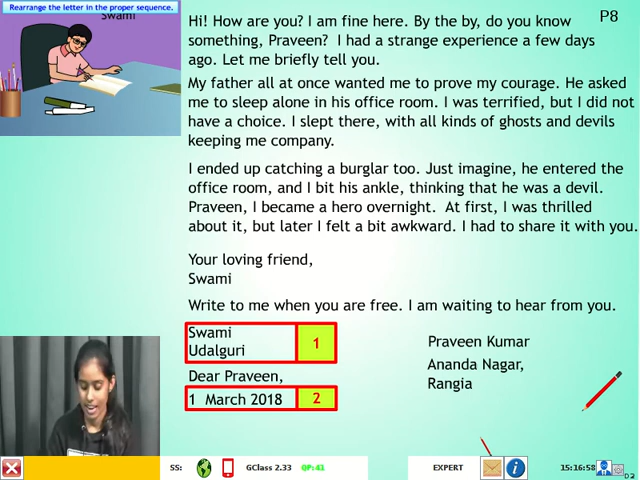 Rearrange the letter in the proper sequence.
Swami
P8
Hi! How are you? I am fine here. By the by, do you know
something, Praveen? I had a strange experience a few days
ago. Let me briefly tell you.
My father all at once wanted me to prove my courage. He asked
me to sleep alone in his office room. I was terrified, but I did not
have a choice. I slept there, with all kinds of ghosts and devils
keeping me company.
I ended up catching a burglar too. Just imagine, he entered the
office room, and I bit his ankle, thinking that he was a devil.
Praveen, I became a hero overnight. At first, I was thrilled
about it, but later I felt a bit awkward. I had to share it with you.
Your loving friend,
Swami
Write to me when you are free. I am waiting to hear from you.
Swami
Udalguri
1
Dear Praveen,
1 March 2018
2
Praveen Kumar
Ananda Nagar,
Rangia
SS:
GClass 2.33
QP:41
EXPERT
15:16:58